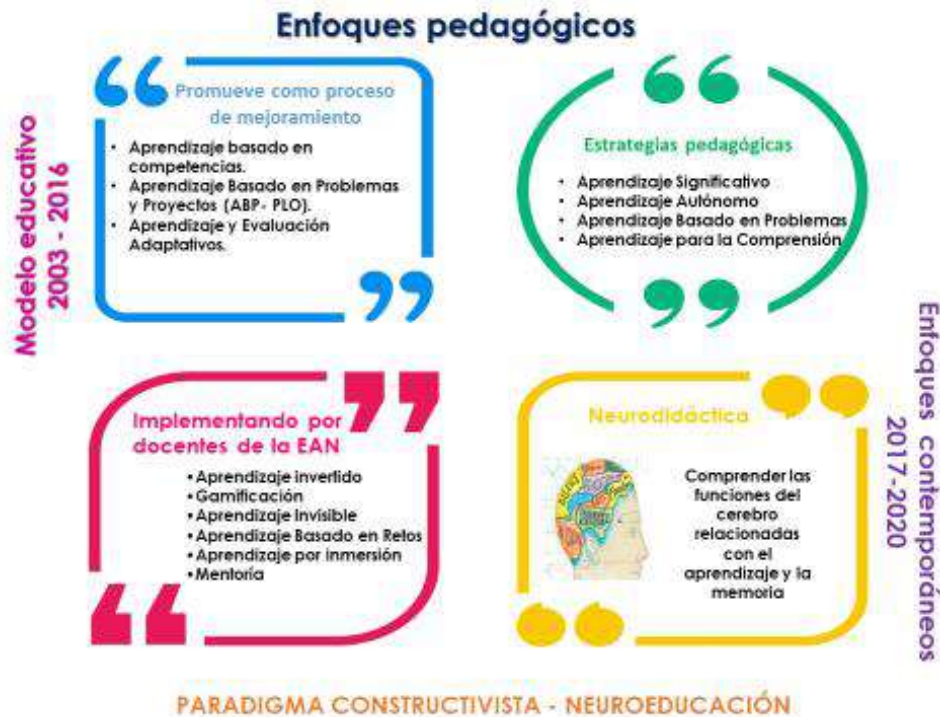 Enfoques pedagógicos
Modelo educativo
2003 - 2016
Promueve como proceso
de mejoramiento
• Aprendizaje basado en
competencias.
• Aprendizaje Basado en Problemas
y Proyectos (ABP- PLO).
• Aprendizaje y Evaluación
Adaptativos.
Estrategias pedagógicas
• Aprendizaje Significativo
• Aprendizaje Autónomo
• Aprendizaje Basado en Problemas
• Aprendizaje para la Comprensión
Implementando por
docentes de la EAN
• Aprendizaje invertido
• Gamificación
• Aprendizaje Invisible
• Aprendizaje Basado en Retos
• Aprendizaje por inmersión
• Mentoría
Neurodidáctica
Comprender las
funciones del
cerebro
relacionadas
con el
aprendizaje y la
memoria
Enfoques contemporáneos
2017-2020
PARADIGMA CONSTRUCTIVISTA - NEUROEDUCACIÓN